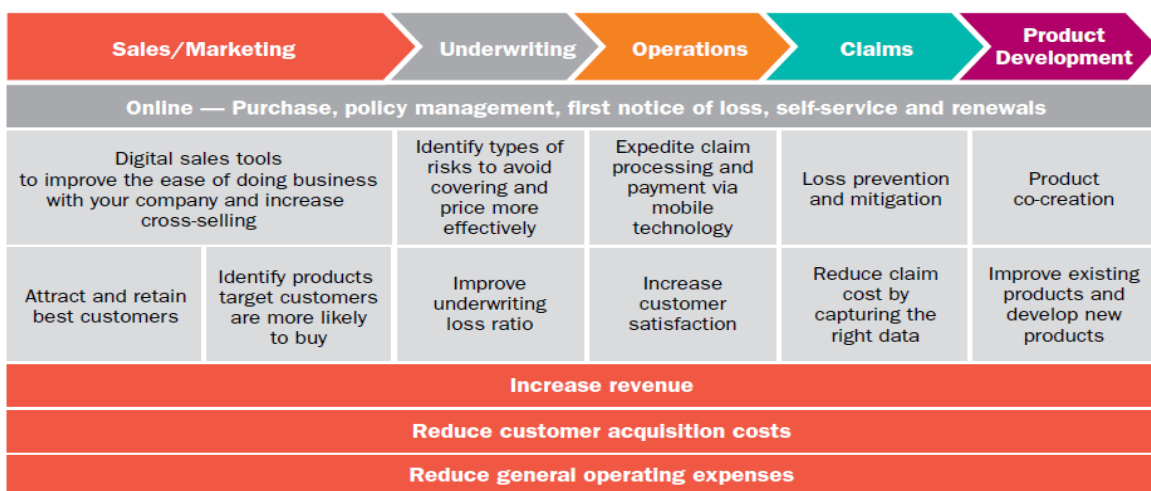 Sales/Marketing
Underwriting
Operations
Claims
Product
Development
Online — Purchase, policy management, first notice of loss, self-service and renewals
Digital sales tools
to improve the ease of doing business
with your company and increase
cross-selling
Identify types of
risks to avoid
covering and
price more
effectively
Expedite claim
processing and
payment via
mobile
technology
Loss prevention
and mitigation
Product
co-creation
Attract and retain
best customers
Identify products
target customers
are more likely
to buy
Improve
underwriting
loss ratio
Increase
customer
satisfaction
Reduce claim
cost by
capturing the
right data
Improve existing
products and
develop new
products
Increase revenue
Reduce customer acquisition costs
Reduce general operating expenses